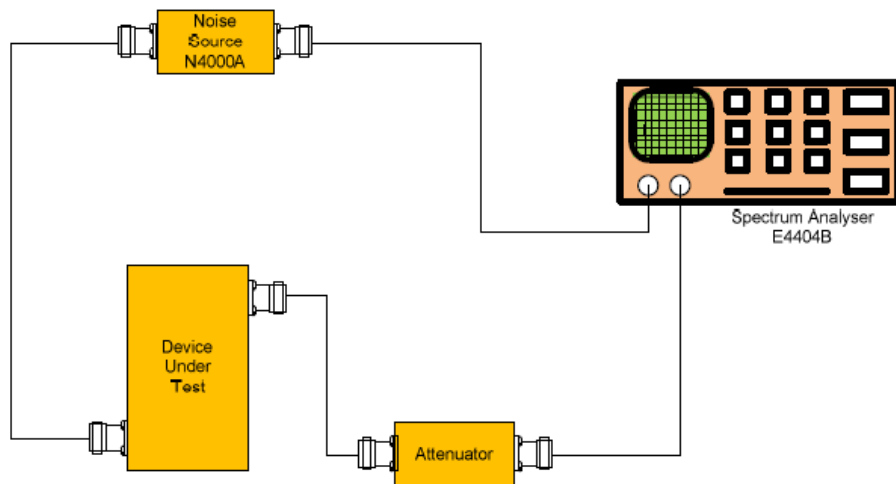 Noise
Source
N4000A
Spectrum Analyser
E4404B
Device
Under
Test
Attenuator